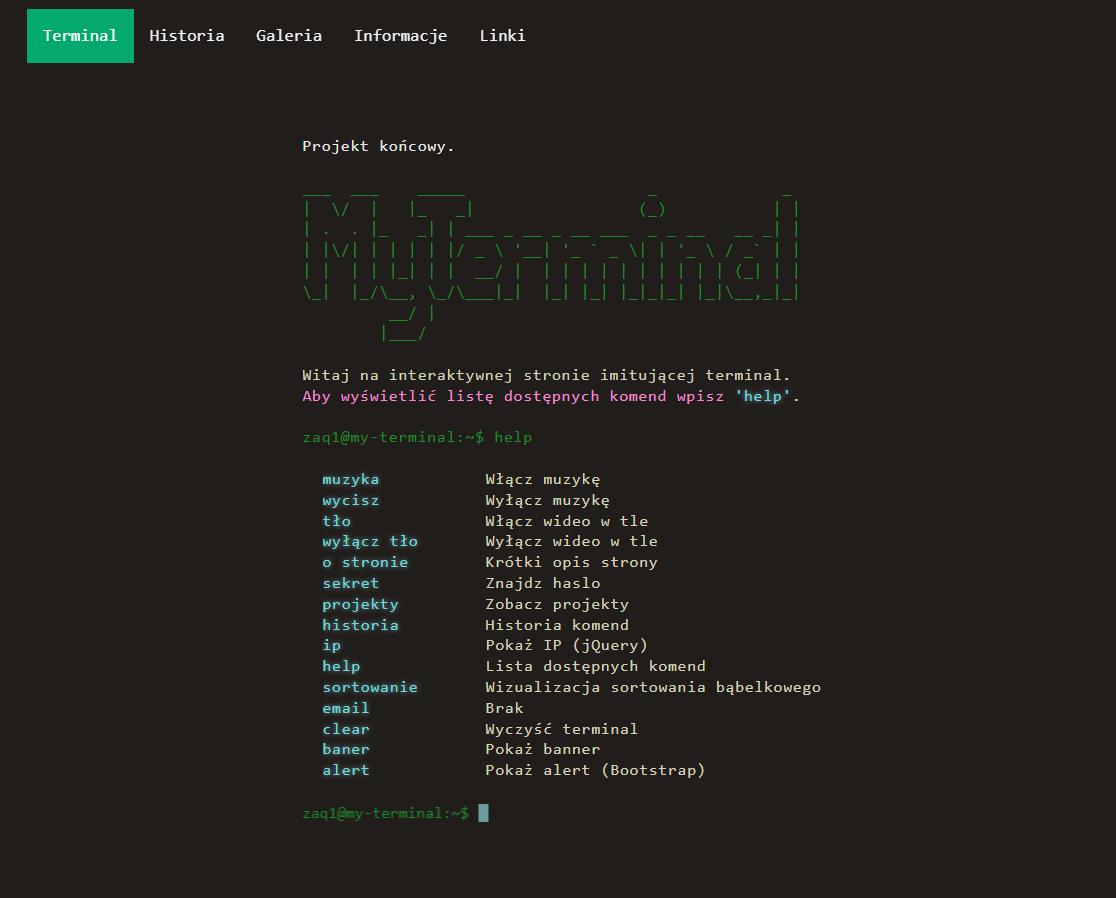 Terminal Historia Galeria Informacje Linki
Projekt końcowy.
MyTerminal
Witaj na interaktywnej stronie imitującej terminal.
Aby wyświetlić listę dostępnych komend wpisz 'help'.
zaq1@my-terminal:~$ help
muzyka Włącz muzykę
wycisz Wyłącz muzykę
tło Włącz wideo w tle
wyłącz tło Wyłącz wideo w tle
o stronie Krótki opis strony
sekret Znajdz haslo
projekty Zobacz projekty
historia Historia komend
ip Pokaż IP (jQuery)
help Lista dostępnych komend
sortowanie Wizualizacja sortowania bąbelkowego
email Brak
clear Wyczyść terminal
baner Pokaż banner
alert Pokaż alert (Bootstrap)
zaq1@my-terminal:~$